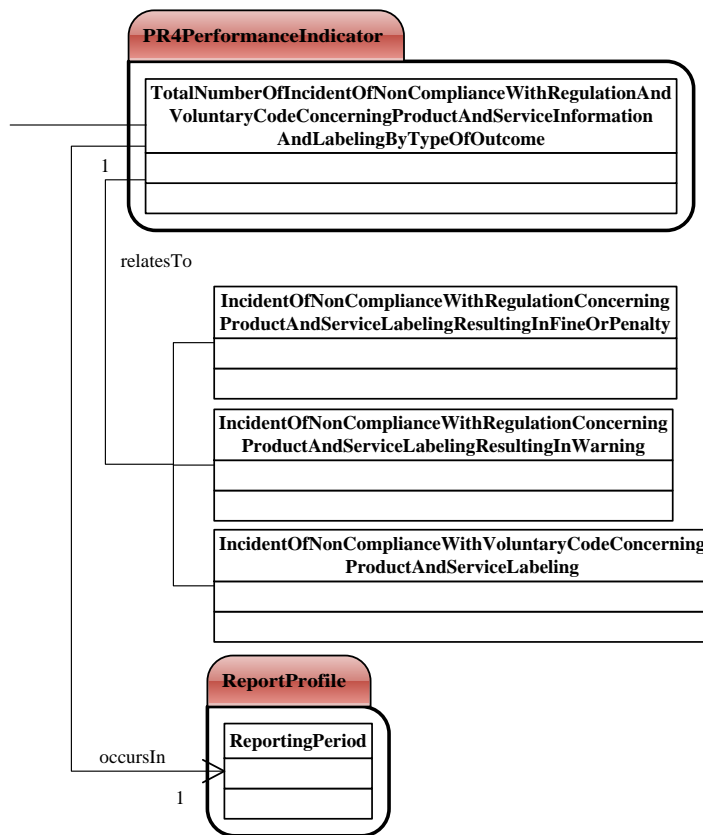 PR4PerformanceIndicator
TotalNumberOfIncidentOfNonComplianceWithRegulationAnd
VoluntaryCodeConcerningProductAndServiceInformation
AndLabelingByTypeOfOutcome
1
relatesTo
IncidentOfNonComplianceWithRegulationConcerning
ProductAndServiceLabelingResultingInFineOrPenalty
IncidentOfNonComplianceWithRegulationConcerning
ProductAndServiceLabelingResultingInWarning
IncidentOfNonComplianceWithVoluntaryCodeConcerning
ProductAndServiceLabeling
ReportProfile
ReportingPeriod
occursIn
1